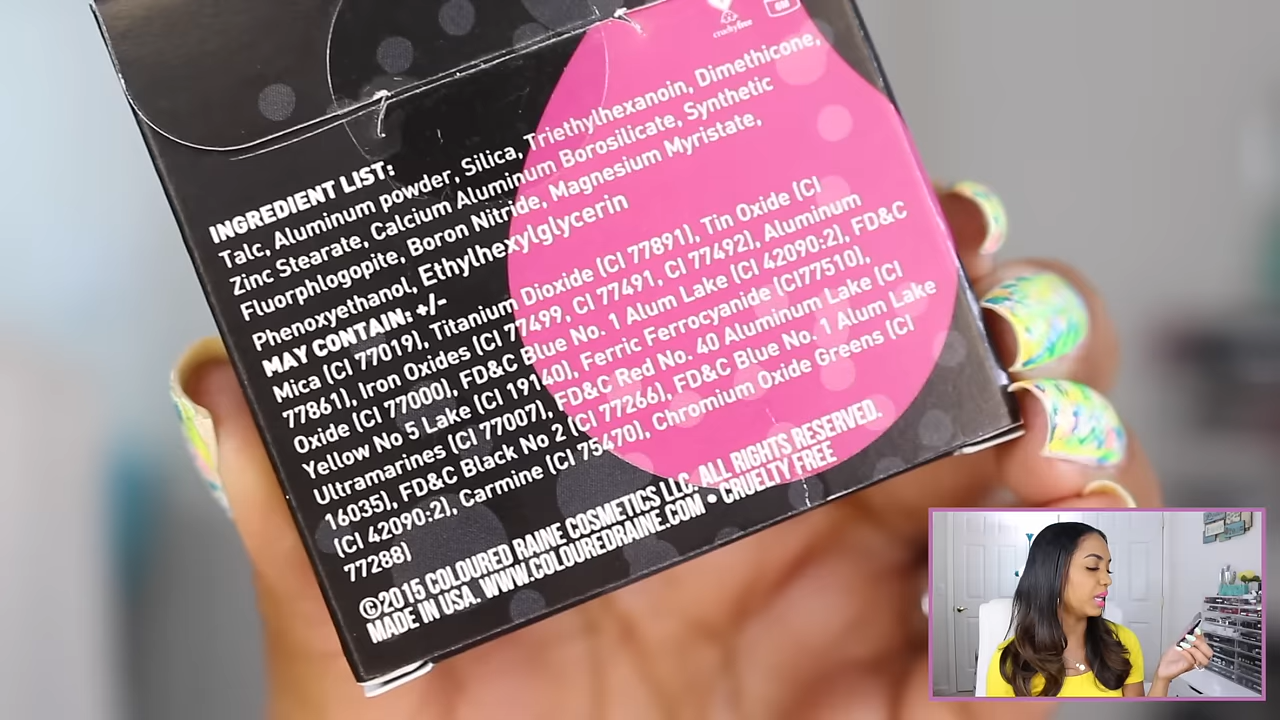 crueltyfree
6M
INGREDIENT LIST:
Talc, Aluminum powder, Silica, Triethylhexanoin, Dimethicone,
Zinc Stearate, Calcium Aluminum Borosilicate, Synthetic
Fluorphlogopite, Boron Nitride, Magnesium Myristate,
Phenoxyethanol, Ethylhexylglycerin
MAY CONTAIN: +/-
Mica (CI 77019), Titanium Dioxide (CI 77891), Tin Oxide (CI
77861), Iron Oxides (CI 77499, CI 77491, CI 77492), Aluminum
Oxide (CI 77000), FD&C Blue No. 1 Alum Lake (CI 42090:2), FD&C
Yellow No 5 Lake (CI 19140), Ferric Ferrocyanide (CI77510),
Ultramarines (CI 77007), FD&C Red No. 40 Aluminum Lake (CI
16035), FD&C Black No 2 (CI 77266), FD&C Blue No. 1 Alum Lake
(CI 42090:2), Carmine (CI 75470), Chromium Oxide Greens (CI
77288)
©2015 COLOURED RAINE COSMETICS LLC. ALL RIGHTS RESERVED.
MADE IN USA. WWW.COLOUREDRAINE.COM • CRUELTY FREE